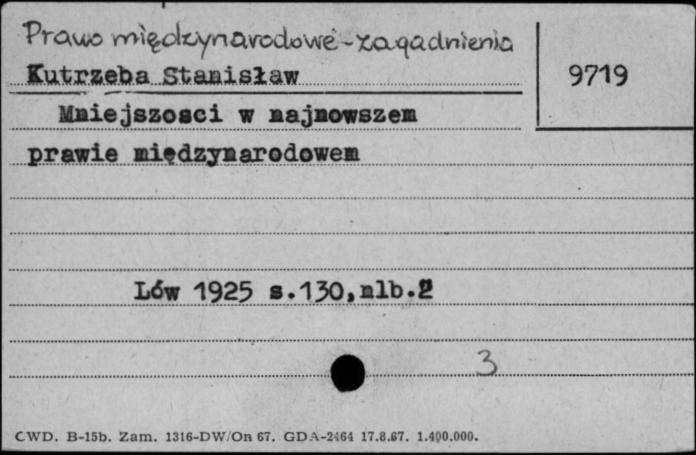 Prawo międzynarodowe - zagadnienia
Kutrzeba Stanisław
9719
Mniejszosci w najnowszem
prawie międzynarodowem
Lów 1925 s.130,nlb.2
3
CWD. B-15b. Zam. 1316-DW/On 67. GDA-2464 17.8.67. 1.400.000.